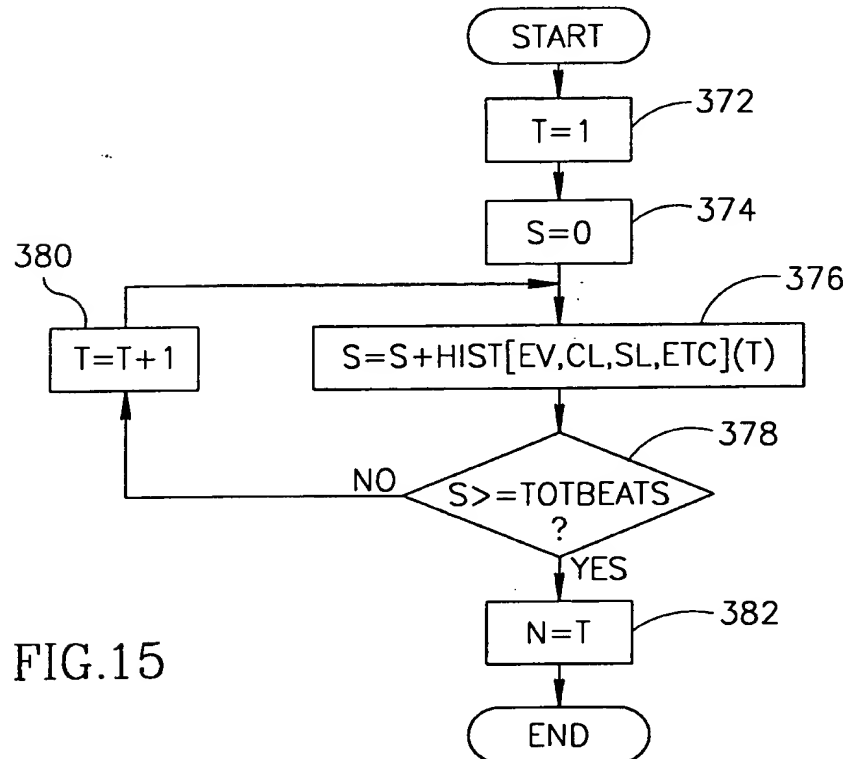 START
372
T=1
374
S=0
380
376
T=T+1
S=S+HIST[EV,CL,SL,ETC](T)
378
NO
S>=TOTBEATS
?
YES
382
N=T
FIG.15
END